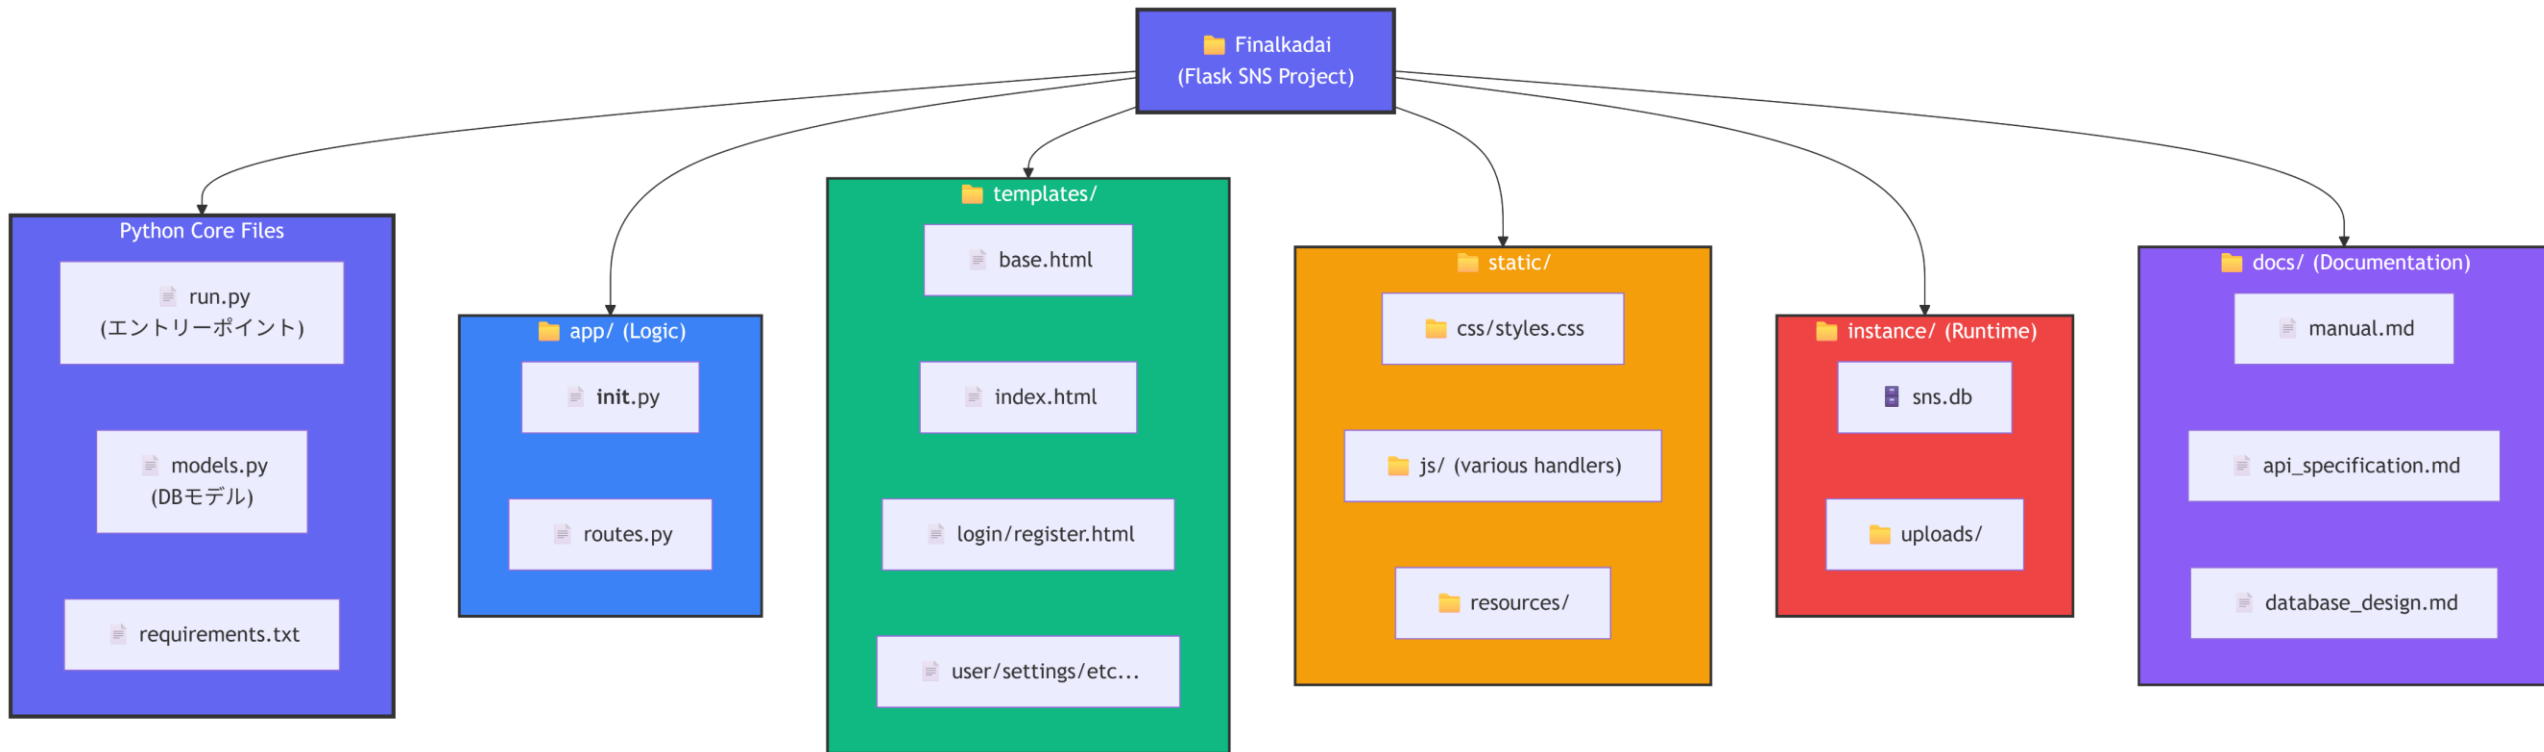 Finalkadai
(Flask SNS Project)
Python Core Files
run.py
(エントリーポイント)
models.py
(DBモデル)
requirements.txt
app/ (Logic)
init.py
routes.py
templates/
base.html
index.html
login/register.html
user/settings/etc...
static/
css/styles.css
js/ (various handlers)
resources/
instance/ (Runtime)
sns.db
uploads/
docs/ (Documentation)
manual.md
api_specification.md
database_design.md